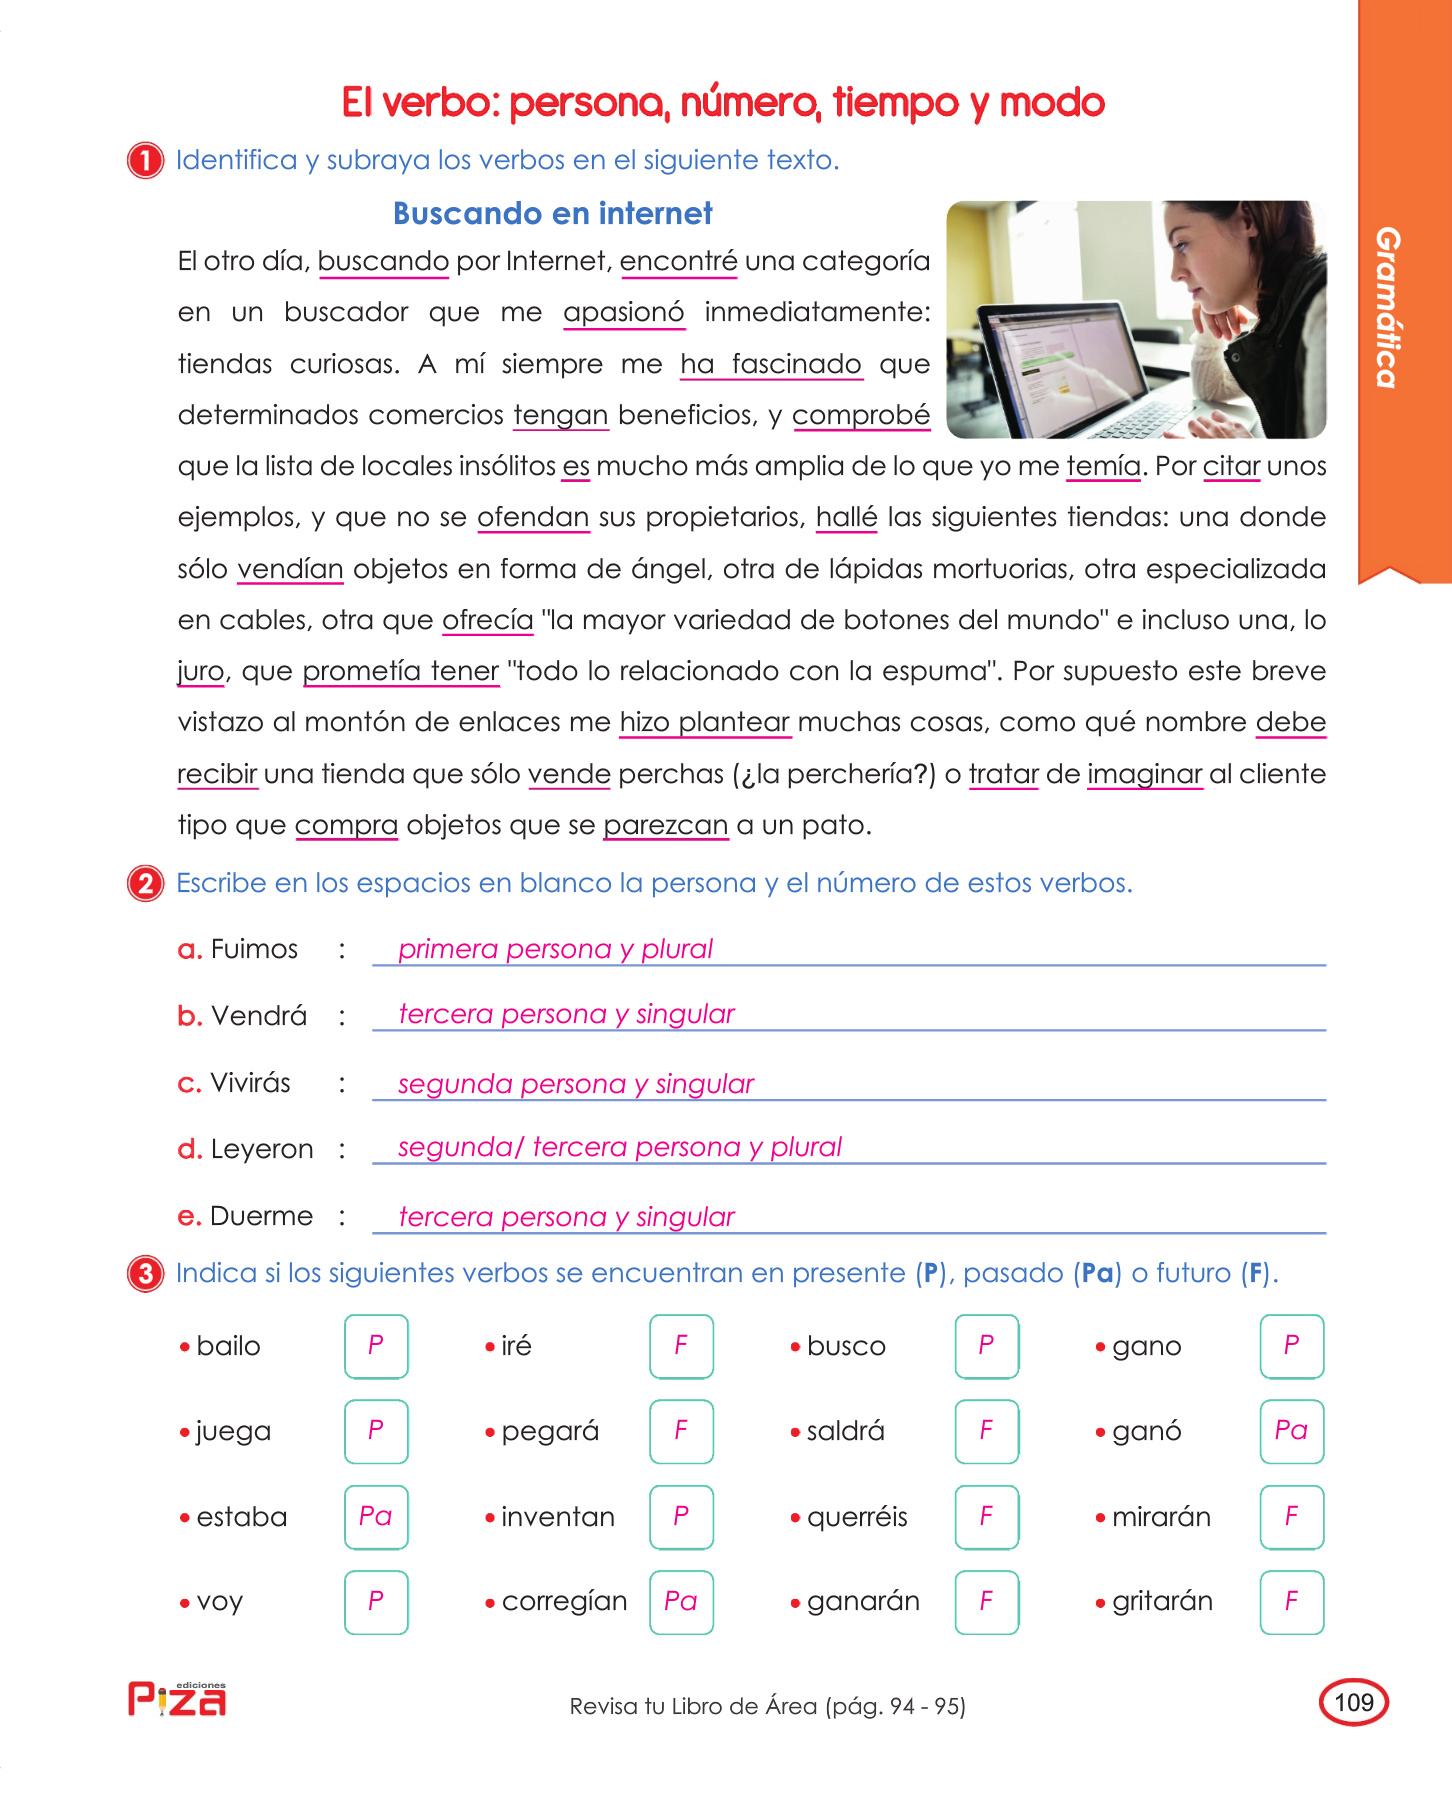 El verbo: persona, número, tiempo y modo
1 Identifica y subraya los verbos en el siguiente texto.
Buscando en internet
El otro día, buscando por Internet, encontré una categoría
en un buscador que me apasionó inmediatamente:
tiendas curiosas. A mí siempre me ha fascinado que
determinados comercios tengan beneficios, y comprobé
que la lista de locales insólitos es mucho más amplia de lo que yo me temía. Por citar unos
ejemplos, y que no se ofendan sus propietarios, hallé las siguientes tiendas: una donde
sólo vendían objetos en forma de ángel, otra de lápidas mortuorias, otra especializada
en cables, otra que ofrecía "la mayor variedad de botones del mundo" e incluso una, lo
juro, que prometía tener "todo lo relacionado con la espuma". Por supuesto este breve
vistazo al montón de enlaces me hizo plantear muchas cosas, como qué nombre debe
recibir una tienda que sólo vende perchas (¿la perchería?) o tratar de imaginar al cliente
tipo que compra objetos que se parezcan a un pato.
2 Escribe en los espacios en blanco la persona y el número de estos verbos.
a. Fuimos : primera persona y plural
b. Vendrá : tercera persona y singular
c. Vivirás : segunda persona y singular
d. Leyeron : segunda/ tercera persona y plural
e. Duerme : tercera persona y singular
3 Indica si los siguientes verbos se encuentran en presente (P), pasado (Pa) o futuro (F).
• bailo P • iré F • busco P • gano P
• juega P • pegará F • saldrá F • ganó Pa
• estaba Pa • inventan P • querréis F • mirarán F
• voy P • corregían Pa • ganarán F • gritarán F
Gramática
ediciones
Piza
Revisa tu Libro de Área (pág. 94 - 95)
109